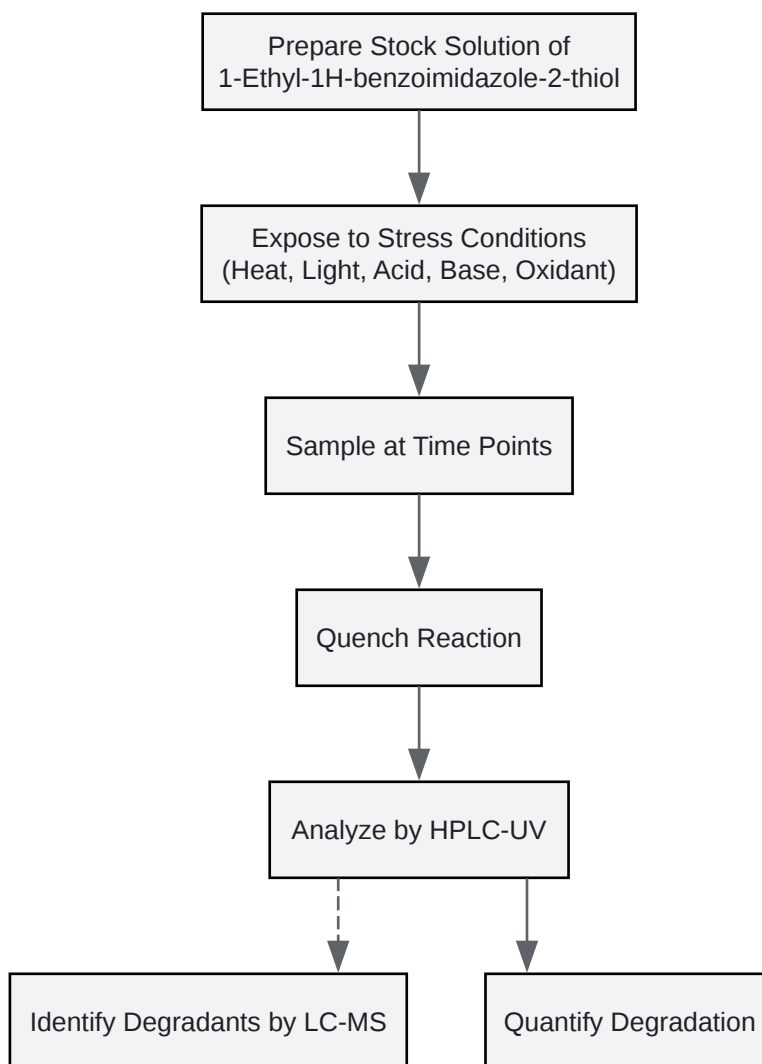 Prepare Stock Solution of
1-Ethyl-1H-benzoimidazole-2-thiol
Expose to Stress Conditions
(Heat, Light, Acid, Base, Oxidant)
Sample at Time Points
Quench Reaction
Analyze by HPLC-UV
Identify Degradants by LC-MS
Quantify Degradation